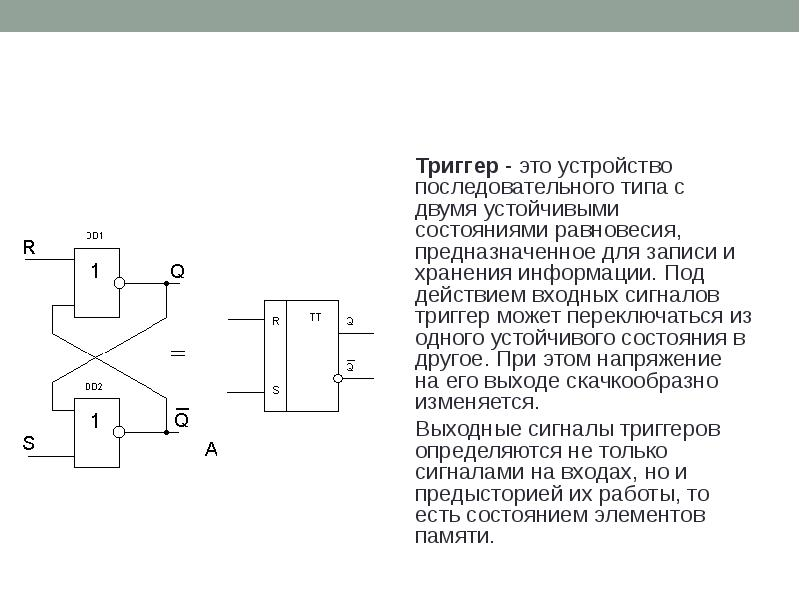 DD1
R
1
Q
=
DD2
1
Q̅
S
A
R
TT
Q
Q̅
S
Триггер - это устройство
последовательного типа с
двумя устойчивыми
состояниями равновесия,
предназначенное для записи и
хранения информации. Под
действием входных сигналов
триггер может переключаться из
одного устойчивого состояния в
другое. При этом напряжение
на его выходе скачкообразно
изменяется.
Выходные сигналы триггеров
определяются не только
сигналами на входах, но и
предысторией их работы, то
есть состоянием элементов
памяти.